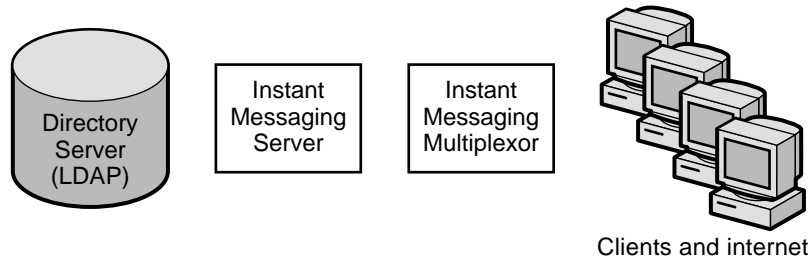 Directory
Server
(LDAP)
Instant
Messaging
Server
Instant
Messaging
Multiplexor
Clients and internet